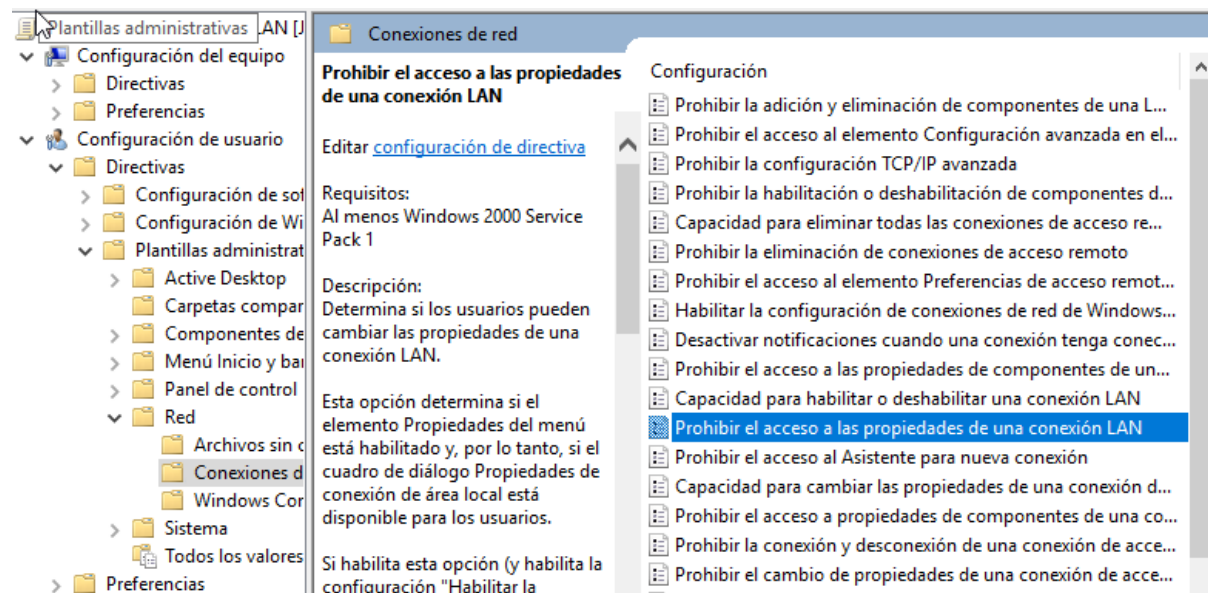 Plantillas administrativas LAN [J
Configuración del equipo
Directivas
Preferencias
Configuración de usuario
Directivas
Configuración de sof
Configuración de Wi
Plantillas administrat
Active Desktop
Carpetas compar
Componentes de
Menú Inicio y bar
Panel de control
Red
Archivos sin c
Conexiones d
Windows Con
Sistema
Todos los valores
Preferencias
Conexiones de red
Prohibir el acceso a las propiedades
de una conexión LAN
Editar configuración de directiva
Requisitos:
Al menos Windows 2000 Service
Pack 1
Descripción:
Determina si los usuarios pueden
cambiar las propiedades de una
conexión LAN.
Esta opción determina si el
elemento Propiedades del menú
está habilitado y, por lo tanto, si el
cuadro de diálogo Propiedades de
conexión de área local está
disponible para los usuarios.
Si habilita esta opción (y habilita la
configuración "Habilitar la
Configuración
Prohibir la adición y eliminación de componentes de una L...
Prohibir el acceso al elemento Configuración avanzada en el...
Prohibir la configuración TCP/IP avanzada
Prohibir la habilitación o deshabilitación de componentes d...
Capacidad para eliminar todas las conexiones de acceso re...
Prohibir la eliminación de conexiones de acceso remoto
Prohibir el acceso al elemento Preferencias de acceso remot...
Habilitar la configuración de conexiones de red de Windows...
Desactivar notificaciones cuando una conexión tenga conec...
Prohibir el acceso a las propiedades de componentes de un...
Capacidad para habilitar o deshabilitar una conexión LAN
Prohibir el acceso a las propiedades de una conexión LAN
Prohibir el acceso al Asistente para nueva conexión
Capacidad para cambiar las propiedades de una conexión d...
Prohibir el acceso a propiedades de componentes de una co...
Prohibir la conexión y desconexión de una conexión de acce...
Prohibir el cambio de propiedades de una conexión de acce...